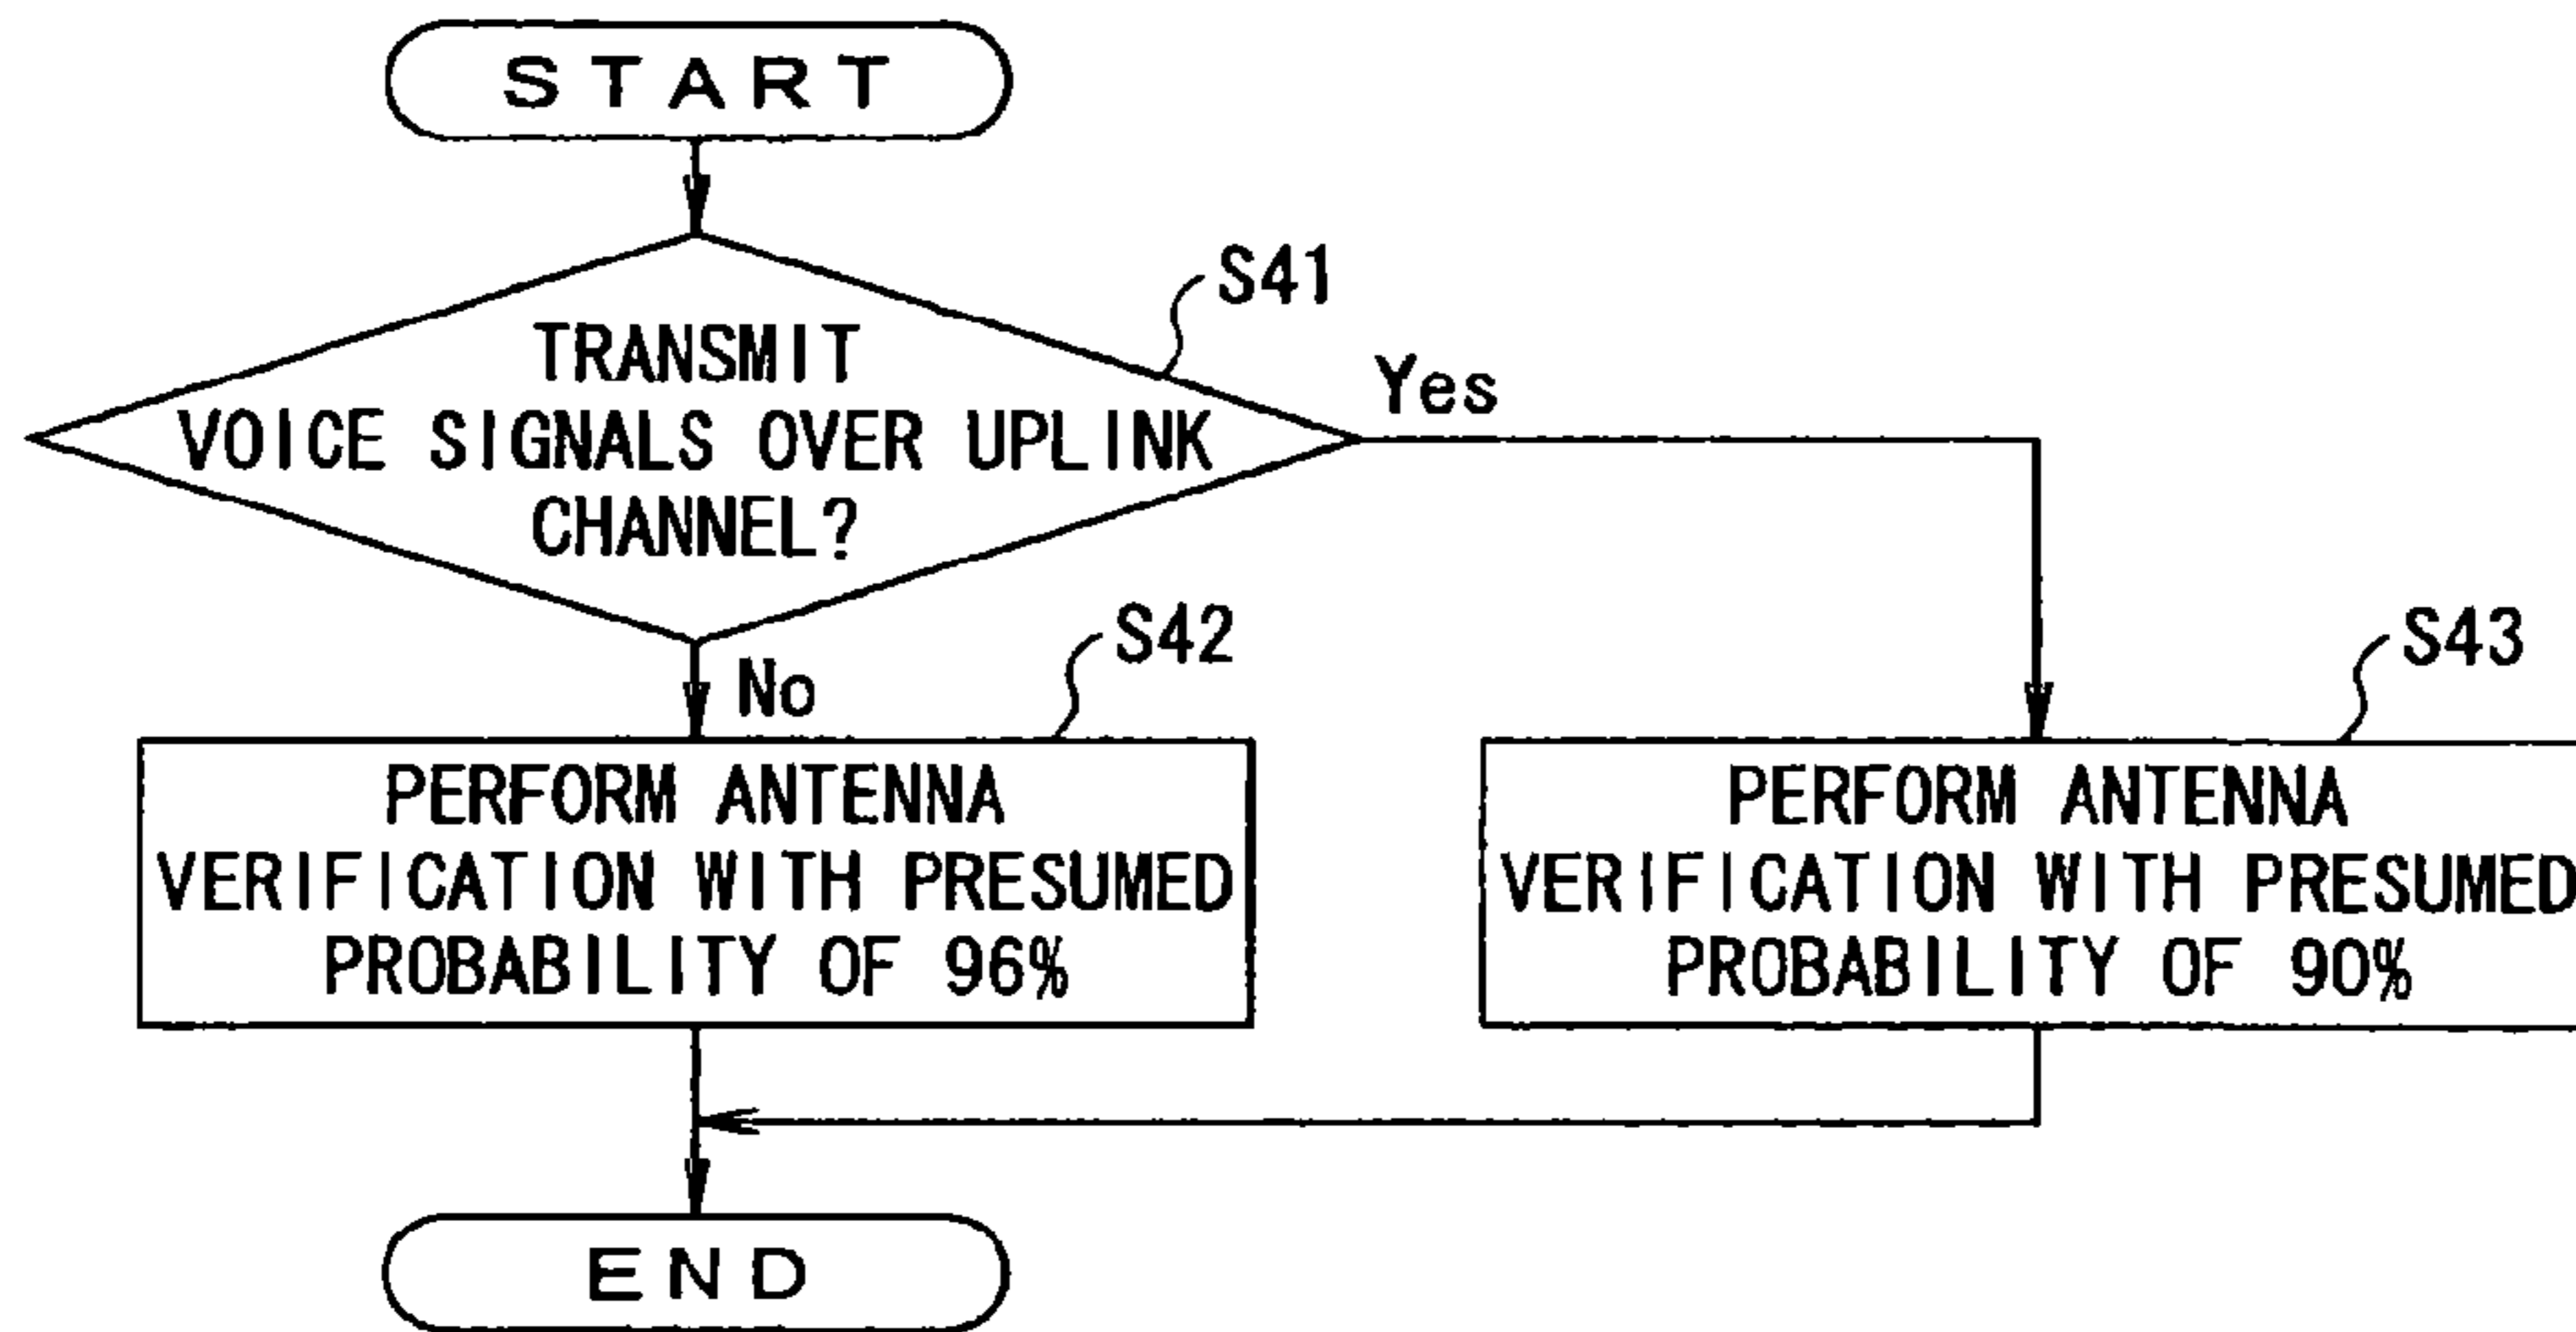 START
S41
TRANSMIT
VOICE SIGNALS OVER UPLINK
CHANNEL?
Yes
No
S42
PERFORM ANTENNA
VERIFICATION WITH PRESUMED
PROBABILITY OF 96%
S43
PERFORM ANTENNA
VERIFICATION WITH PRESUMED
PROBABILITY OF 90%
END